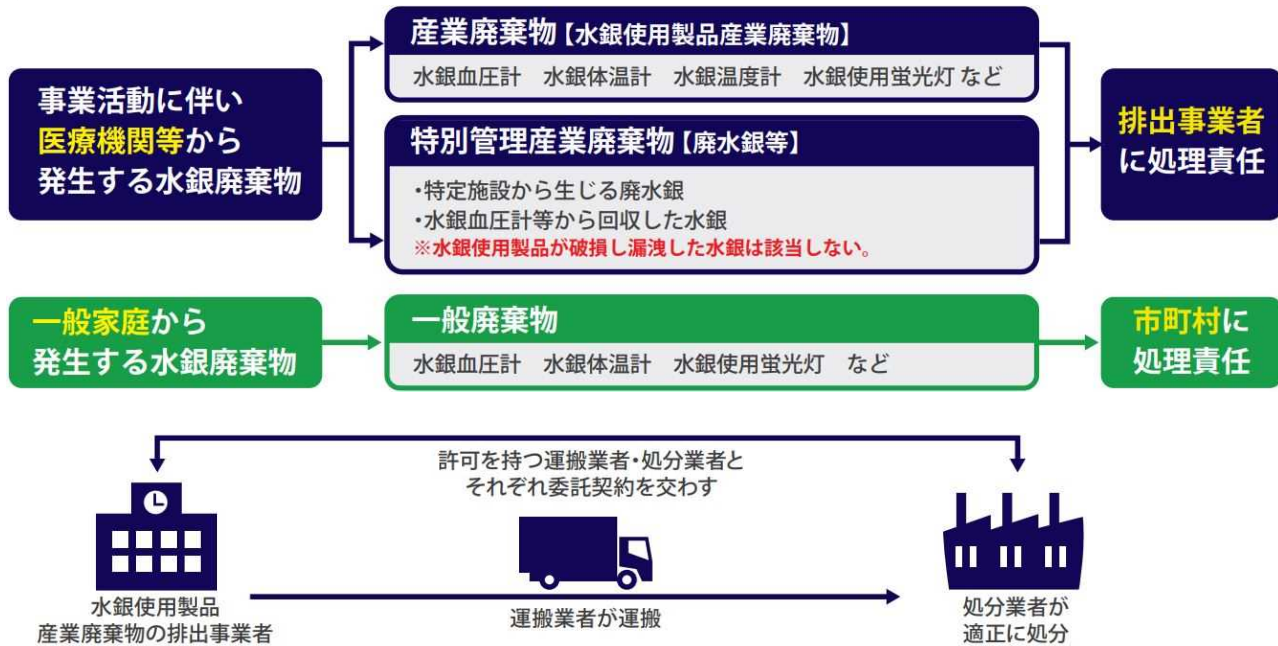 事業活動に伴い
医療機関等から
発生する水銀廃棄物
産業廃棄物【水銀使用製品産業廃棄物】
水銀血圧計　水銀体温計　水銀温度計　水銀使用蛍光灯 など
特別管理産業廃棄物【廃水銀等】
・特定施設から生じる廃水銀
・水銀血圧計等から回収した水銀
※水銀使用製品が破損し漏洩した水銀は該当しない。
排出事業者
に処理責任
一般家庭から
発生する水銀廃棄物
一般廃棄物
水銀血圧計　水銀体温計　水銀使用蛍光灯　など
市町村に
処理責任
許可を持つ運搬業者・処分業者と
それぞれ委託契約を交わす
水銀使用製品
産業廃棄物の排出事業者
運搬業者が運搬
処分業者が
適正に処分